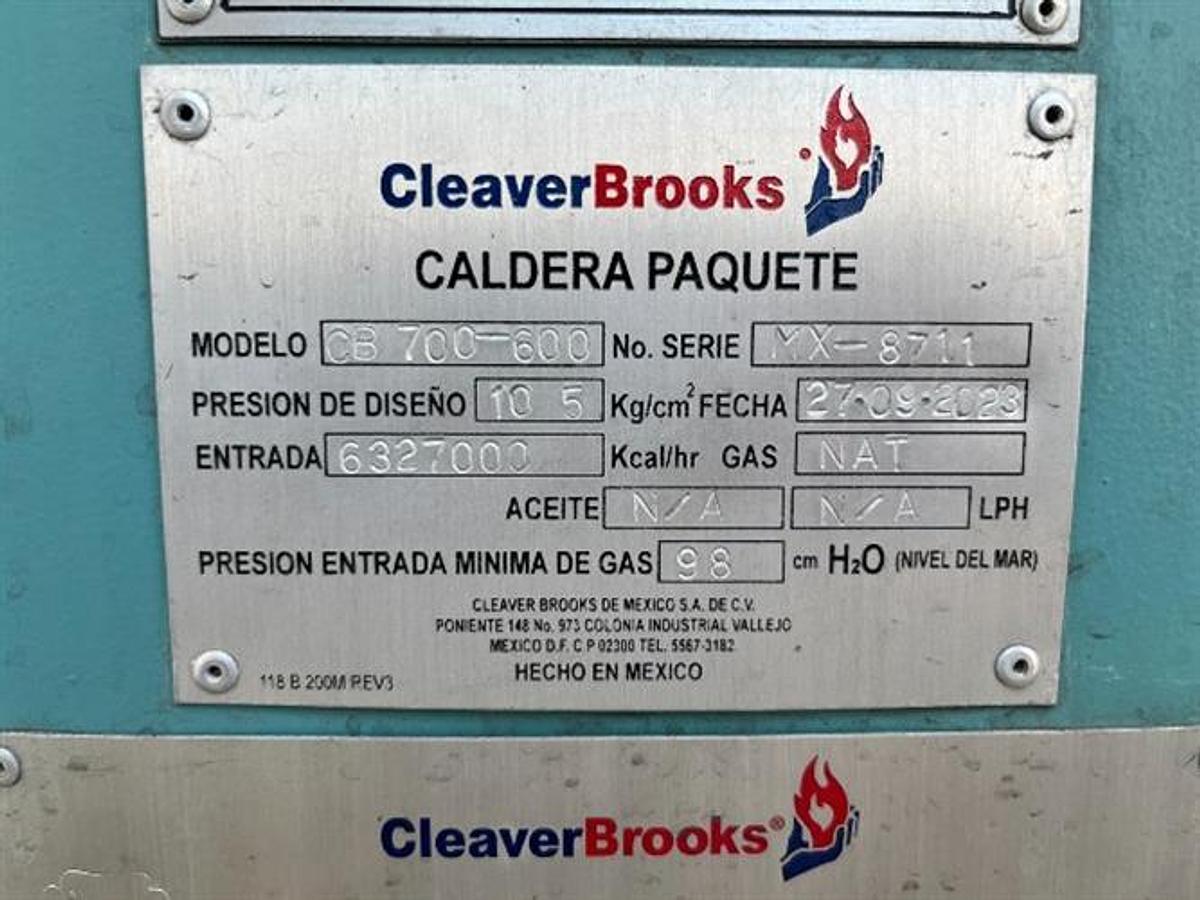 CleaverBrooks
CALDERA PAQUETE
MODELO CB 700-600 No. SERIE MX-8711
PRESION DE DISEÑO 10 5 Kg/cm² FECHA 27·09·2023
ENTRADA 6327000 Kcal/hr GAS NAT
ACEITE N/A N/A LPH
PRESION ENTRADA MINIMA DE GAS 98 cm H₂O (NIVEL DEL MAR)
CLEAVER BROOKS DE MEXICO S.A. DE C.V.
PONIENTE 148 No. 973 COLONIA INDUSTRIAL VALLEJO
MEXICO D.F. C P 02300 TEL. 5567-3182
HECHO EN MEXICO
118 B 200M REV3
CleaverBrooks®